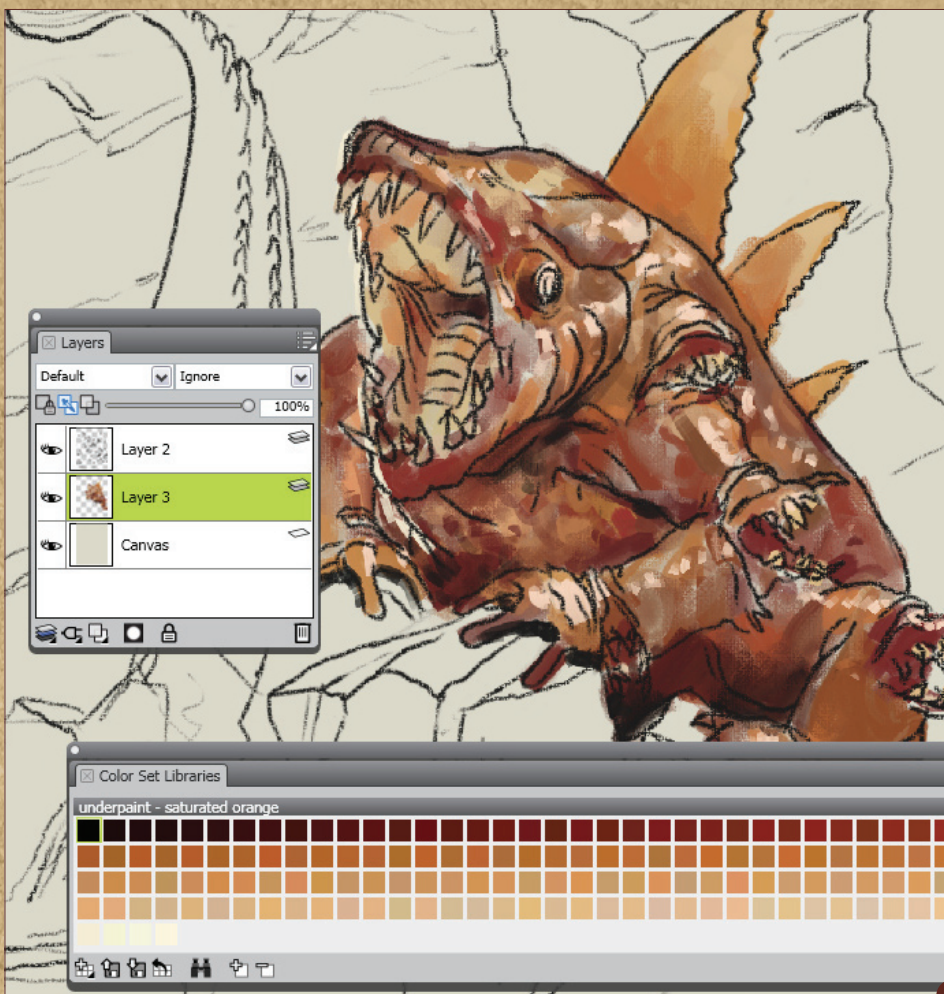 Layers
Default Ignore
100%
Layer 2
Layer 3
Canvas
Color Set Libraries
underpaint - saturated orange